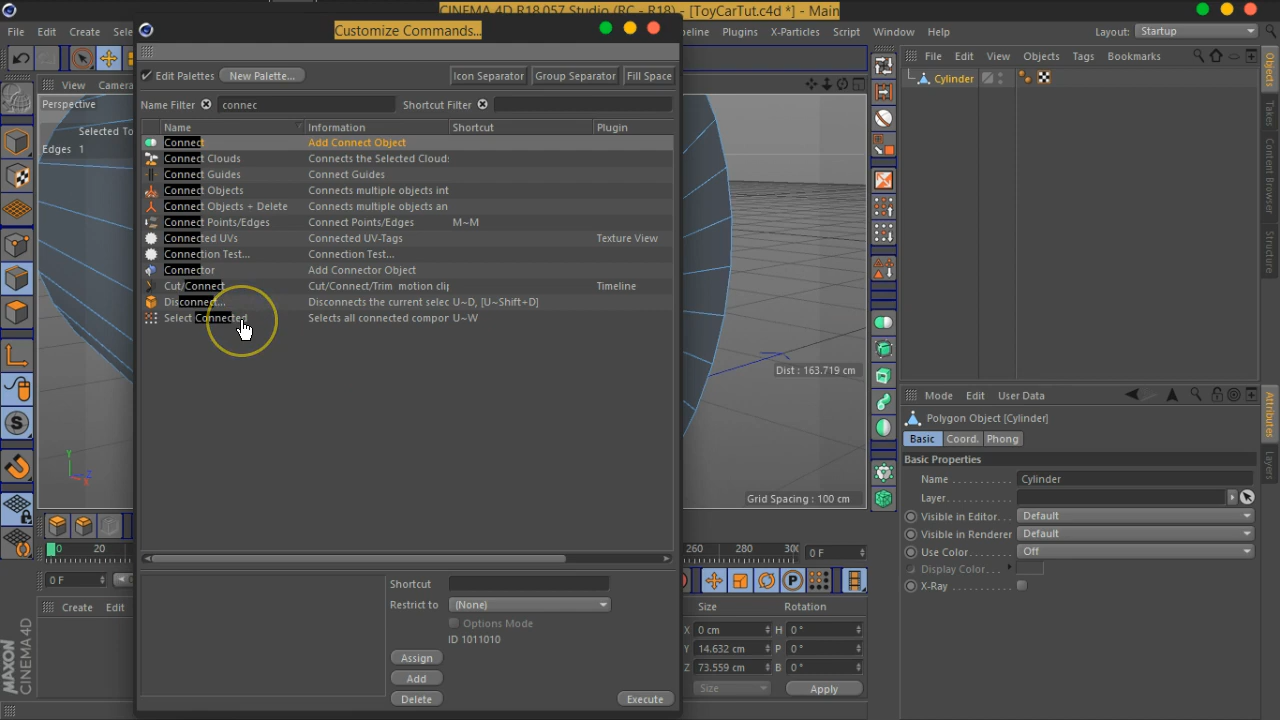 CINEMA 4D R18.057 Studio (RC - R18) - [ToyCarTut.c4d *] - Main
File Edit Create Sele
peline Plugins X-Particles Script Window Help Layout: Startup
Customize Commands...
Edit Palettes New Palette... Icon Separator Group Separator Fill Space
Name Filter connec Shortcut Filter
Name Information Shortcut Plugin
Connect Add Connect Object
Connect Clouds Connects the Selected Clouds
Connect Guides Connect Guides
Connect Objects Connects multiple objects int
Connect Objects + Delete Connects multiple objects an
Connect Points/Edges Connect Points/Edges M~M
Connected UVs Connected UV-Tags Texture View
Connection Test... Connection Test...
Connector Add Connector Object
Cut/Connect Cut/Connect/Trim motion clip Timeline
Disconnect... Disconnects the current selec U~D, [U~Shift+D]
Select Connected Selects all connected compor U~W
Shortcut
Restrict to (None)
Options Mode
ID 1011010
Assign
Add
Delete
Execute
View Camera
Perspective
Selected To
Edges 1
Y
Z
Dist : 163.719 cm
Grid Spacing : 100 cm
0 20
260 280 300 0 F
0 F
Create Edit
MAXON
CINEMA 4D
P
Size Rotation
X 0 cm H 0 °
Y 14.632 cm P 0 °
Z 73.559 cm B 0 °
Size Apply
File Edit View Objects Tags Bookmarks
Cylinder
Objects
Takes
Content Browser
Structure
Mode Edit User Data
Polygon Object [Cylinder]
Basic Coord. Phong
Basic Properties
Name Cylinder
Layer
Visible in Editor Default
Visible in Renderer Default
Use Color Off
Display Color
X-Ray
Attributes
Layers